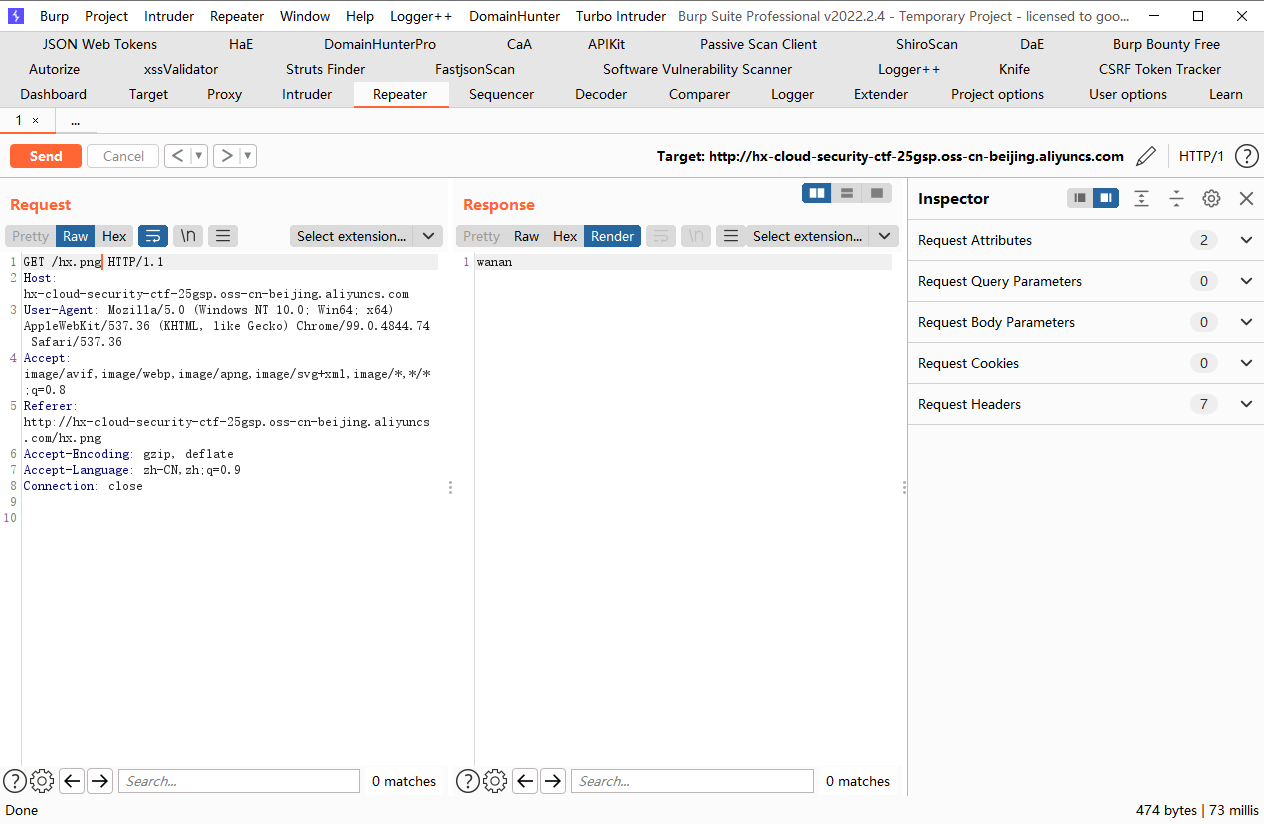 Burp Project Intruder Repeater Window Help Logger++ DomainHunter Turbo Intruder Burp Suite Professional v2022.2.4 - Temporary Project - licensed to goo...
JSON Web Tokens HaE DomainHunterPro CaA APIKit Passive Scan Client ShiroScan DaE Burp Bounty Free
Autorize xssValidator Struts Finder FastjsonScan Software Vulnerability Scanner Logger++ Knife CSRF Token Tracker
Dashboard Target Proxy Intruder Repeater Sequencer Decoder Comparer Logger Extender Project options User options Learn
1 × ...
Send Cancel < > Target: http://hx-cloud-security-ctf-25gsp.oss-cn-beijing.aliyuncs.com HTTP/1 ?
Request
Pretty Raw Hex \n Select extension...
1 GET /hx.png HTTP/1.1
2 Host:
hx-cloud-security-ctf-25gsp.oss-cn-beijing.aliyuncs.com
3 User-Agent: Mozilla/5.0 (Windows NT 10.0; Win64; x64)
AppleWebKit/537.36 (KHTML, like Gecko) Chrome/99.0.4844.74
Safari/537.36
4 Accept:
image/avif,image/webp,image/apng,image/svg+xml,image/*,*/*
;q=0.8
5 Referer:
http://hx-cloud-security-ctf-25gsp.oss-cn-beijing.aliyuncs
.com/hx.png
6 Accept-Encoding: gzip, deflate
7 Accept-Language: zh-CN,zh;q=0.9
8 Connection: close
9
10
? Search... 0 matches
Response
Pretty Raw Hex Render \n Select extension...
1 wanan
? Search... 0 matches
Inspector
Request Attributes 2
Request Query Parameters 0
Request Body Parameters 0
Request Cookies 0
Request Headers 7
Done 474 bytes | 73 millis